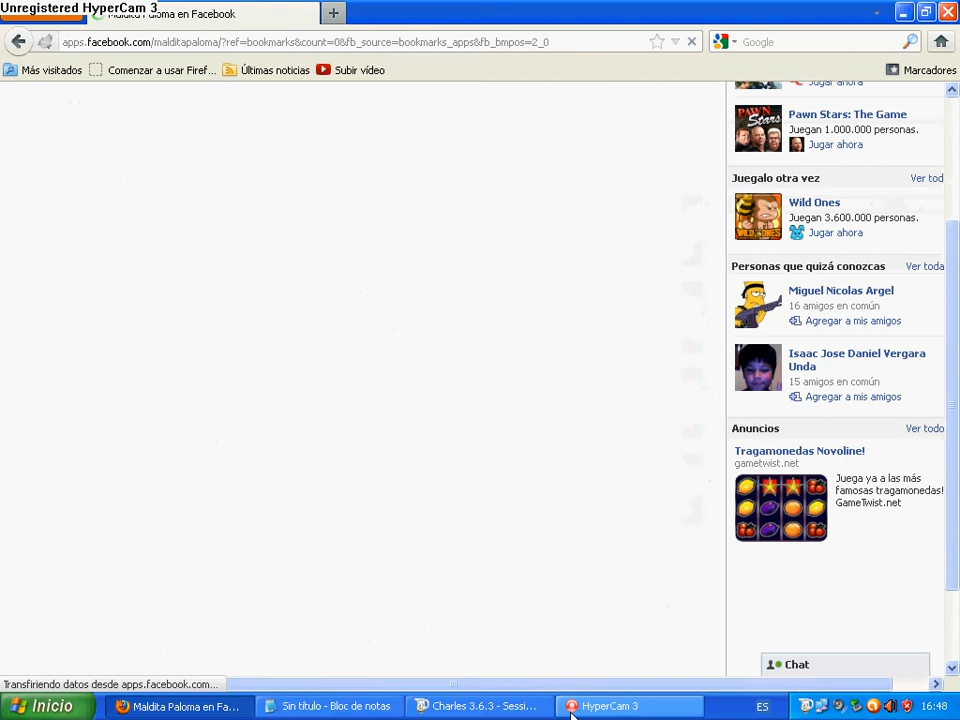 Unregistered HyperCam 3
Maldita Paloma en Facebook
apps.facebook.com/malditapaloma/?ref=bookmarks&count=0&fb_source=bookmarks_apps&fb_bmpos=2_0
Google
Más visitados
Comenzar a usar Firef...
Últimas noticias
Subir vídeo
Marcadores
Jugar ahora
Pawn Stars: The Game
Juegan 1.000.000 personas.
Jugar ahora
Juegalo otra vez
Ver tod
Wild Ones
Juegan 3.600.000 personas.
Jugar ahora
Personas que quizá conozcas
Ver toda
Miguel Nicolas Argel
16 amigos en común
Agregar a mis amigos
Isaac Jose Daniel Vergara
Unda
15 amigos en común
Agregar a mis amigos
Anuncios
Ver todo
Tragamonedas Novoline!
gametwist.net
Juega ya a las más
famosas tragamonedas!
GameTwist.net
Chat
Transfiriendo datos desde apps.facebook.com...
Inicio
Maldita Paloma en Fa...
Sin título - Bloc de notas
Charles 3.6.3 - Sessi...
HyperCam 3
ES
16:48
PAWN
Stars
WILD ONES